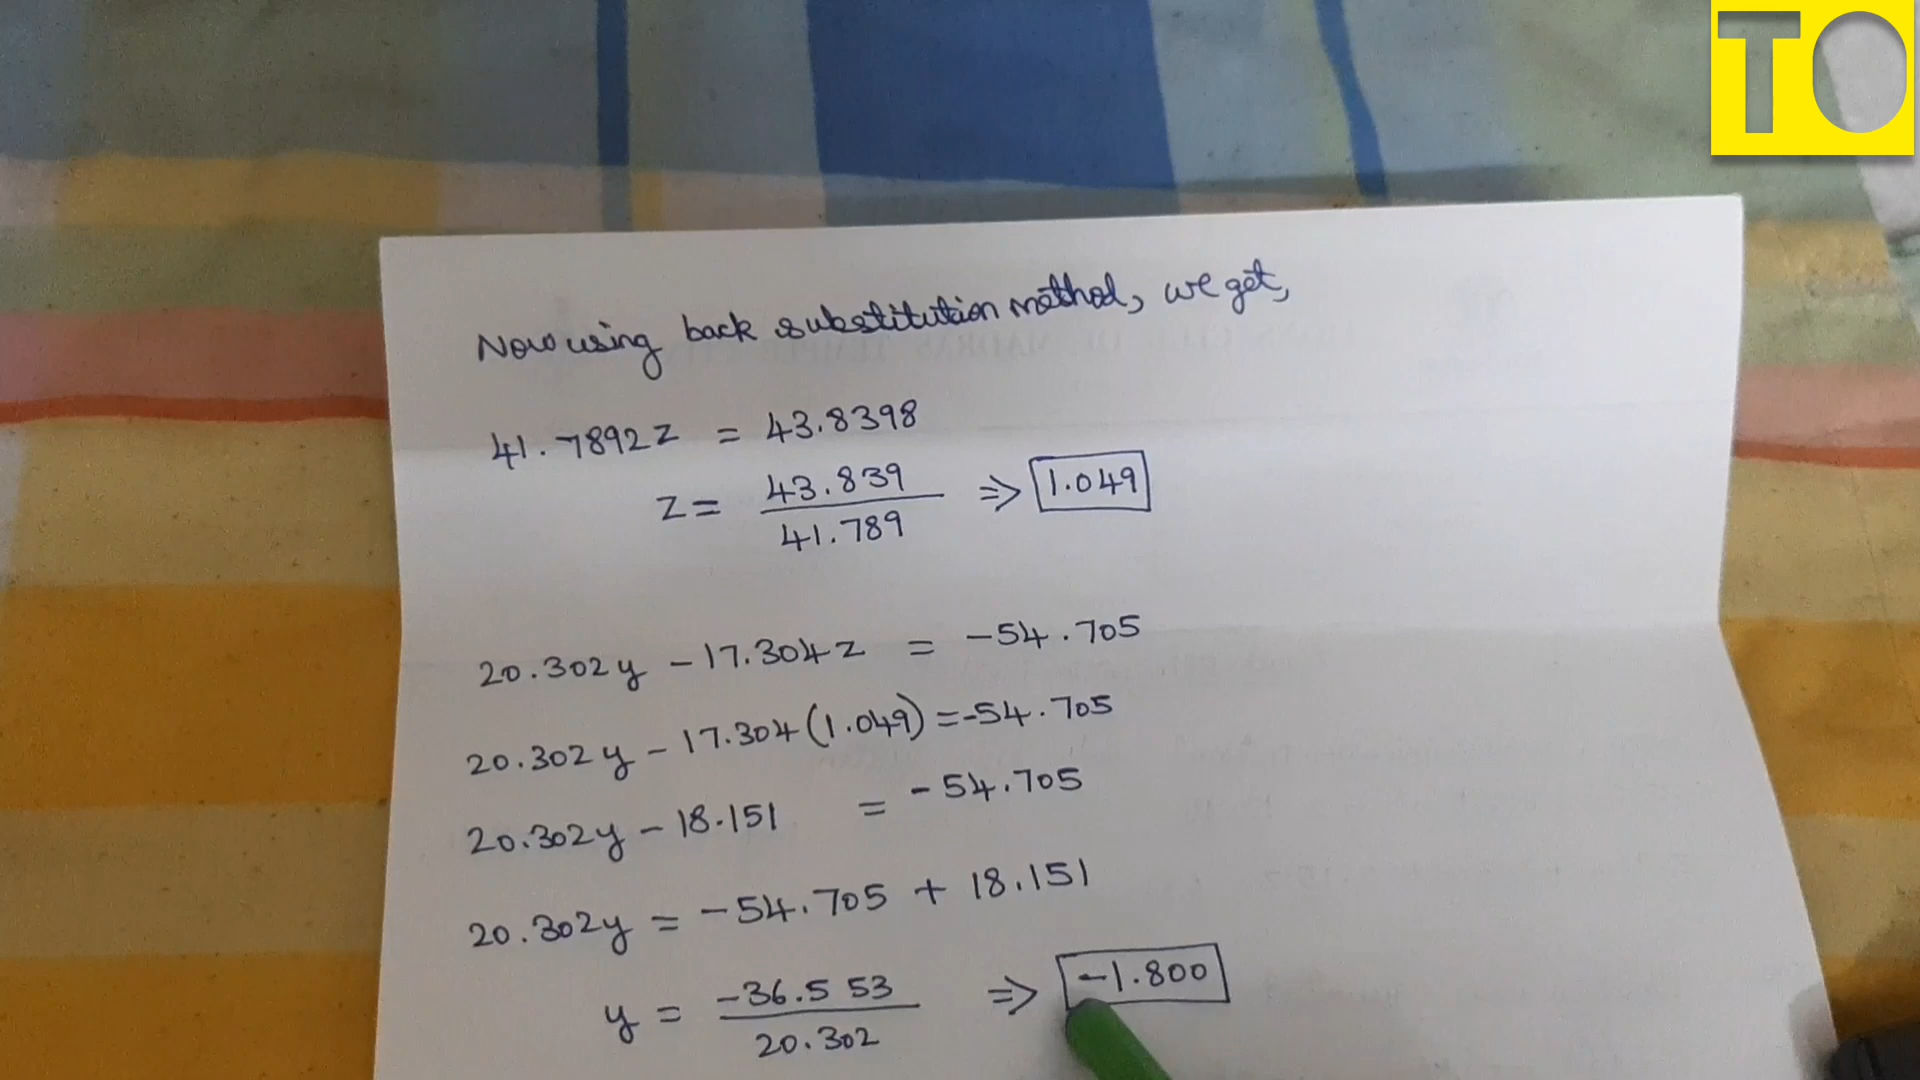 TO
Now using back substitution method, we get,
41.7892z = 43.8398
z = 43.839 / 41.789 ⇒ 1.049
20.302y - 17.304z = -54.705
20.302y - 17.304(1.049) = -54.705
20.302y - 18.151 = -54.705
20.302y = -54.705 + 18.151
y = -36.553 / 20.302 ⇒ -1.800